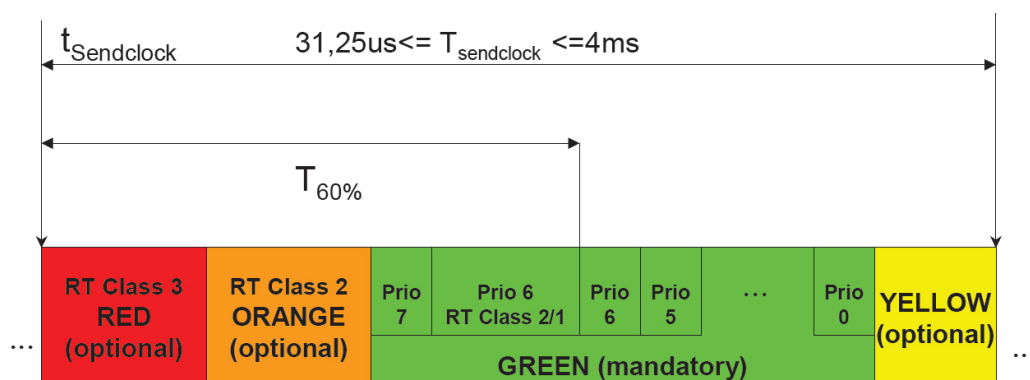 tSendclock
31,25us<= Tsendclock <=4ms
T60%
RT Class 3
RED
(optional)
RT Class 2
ORANGE
(optional)
Prio
7
Prio 6
RT Class 2/1
Prio
6
Prio
5
...
Prio
0
GREEN (mandatory)
YELLOW
(optional)
...
..